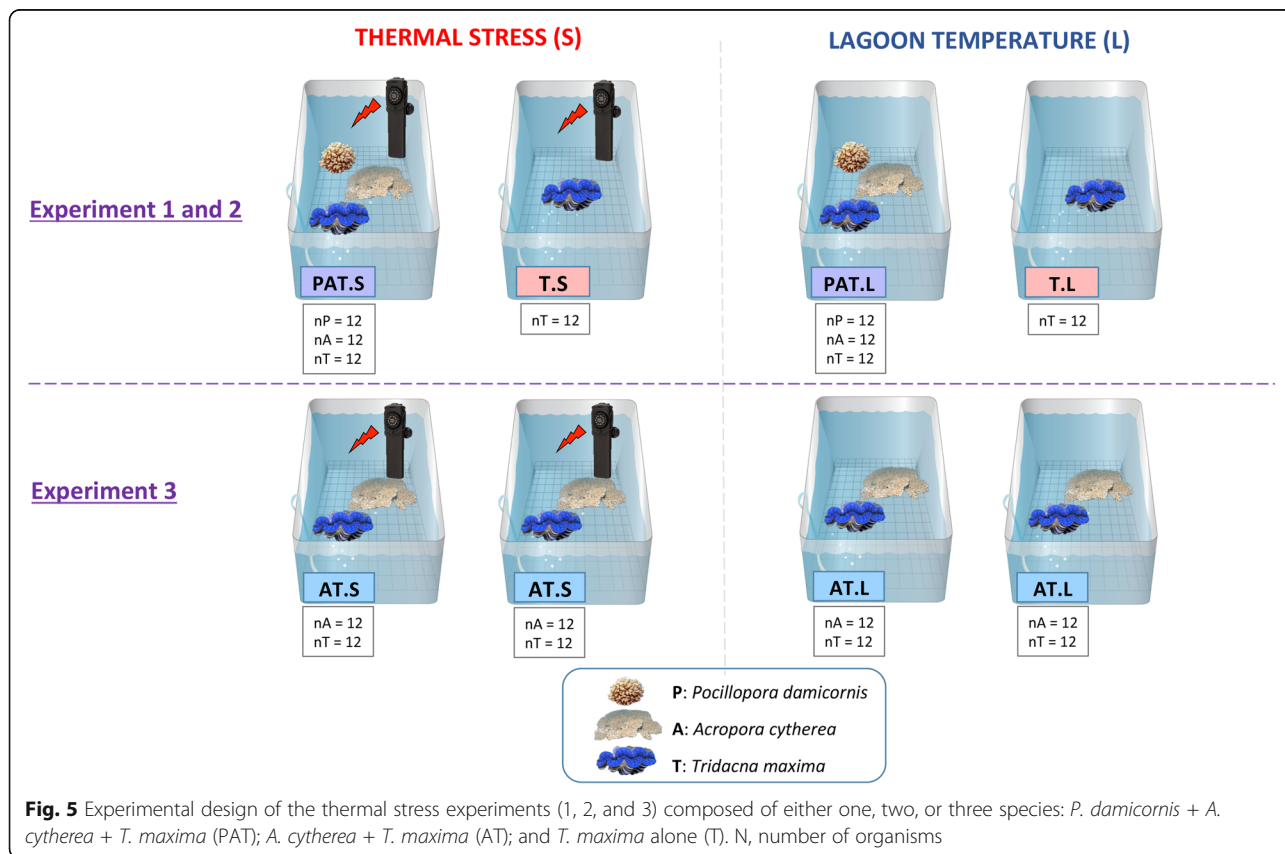 THERMAL STRESS (S)
LAGOON TEMPERATURE (L)
Experiment 1 and 2
PAT.S
T.S
PAT.L
T.L
nP = 12
nA = 12
nT = 12
nT = 12
nP = 12
nA = 12
nT = 12
nT = 12
Experiment 3
AT.S
AT.S
AT.L
AT.L
nA = 12
nT = 12
nA = 12
nT = 12
nA = 12
nT = 12
nA = 12
nT = 12
P: Pocillopora damicornis
A: Acropora cytherea
T: Tridacna maxima
Fig. 5 Experimental design of the thermal stress experiments (1, 2, and 3) composed of either one, two, or three species: P. damicornis + A.
cytherea + T. maxima (PAT); A. cytherea + T. maxima (AT); and T. maxima alone (T). N, number of organisms